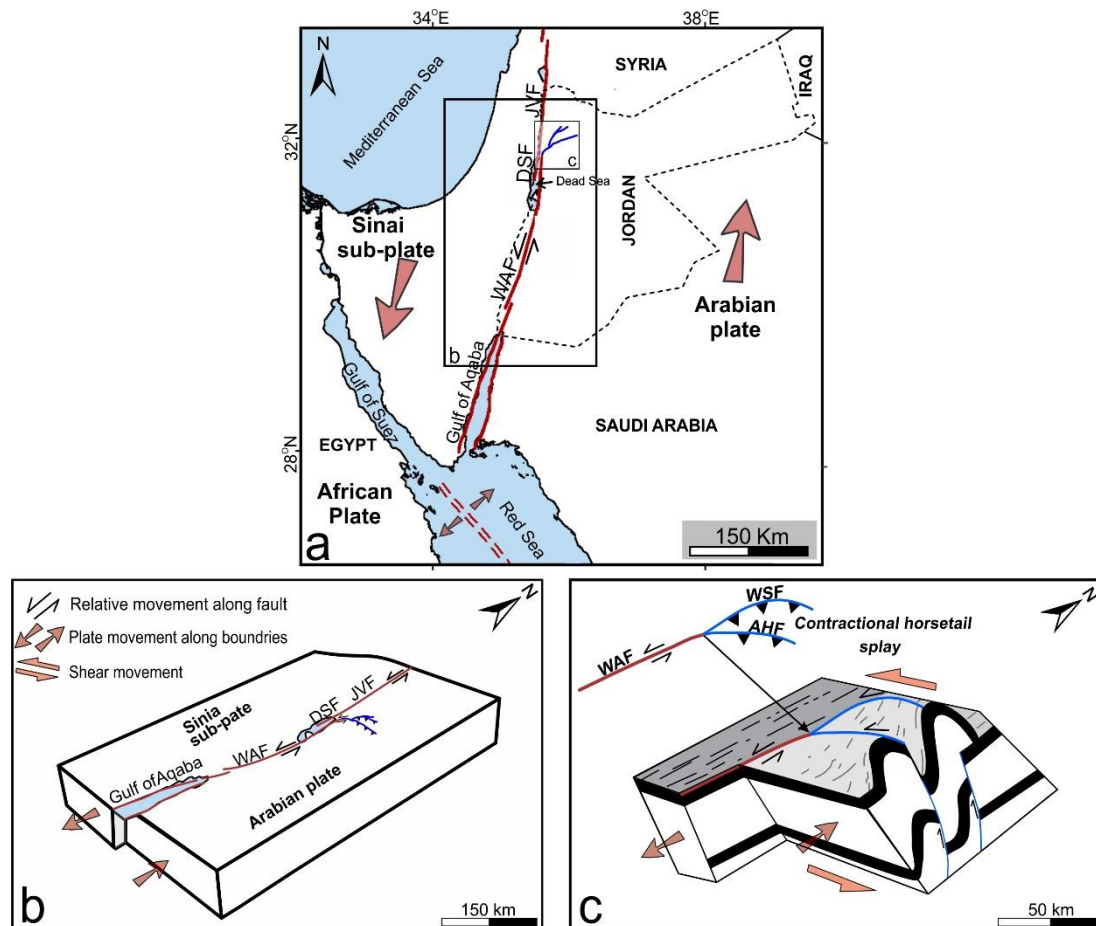 34°E
38°E
N
SYRIA
IRAQ
Mediterranean Sea
JVF
32°N
DSF
c
Dead Sea
JORDAN
Sinai
sub-plate
WAF
Arabian
plate
b
Gulf of Aqaba
Gulf of Suez
SAUDI ARABIA
28°N
EGYPT
African
Plate
Red Sea
a
150 Km
Relative movement along fault
Plate movement along boundries
Shear movement
N
Sinia
sub-pate
JVF
DSF
WAF
Gulf of Aqaba
Arabian plate
b
150 km
N
WSF
AHF
Contractional horsetail
splay
WAF
c
50 km